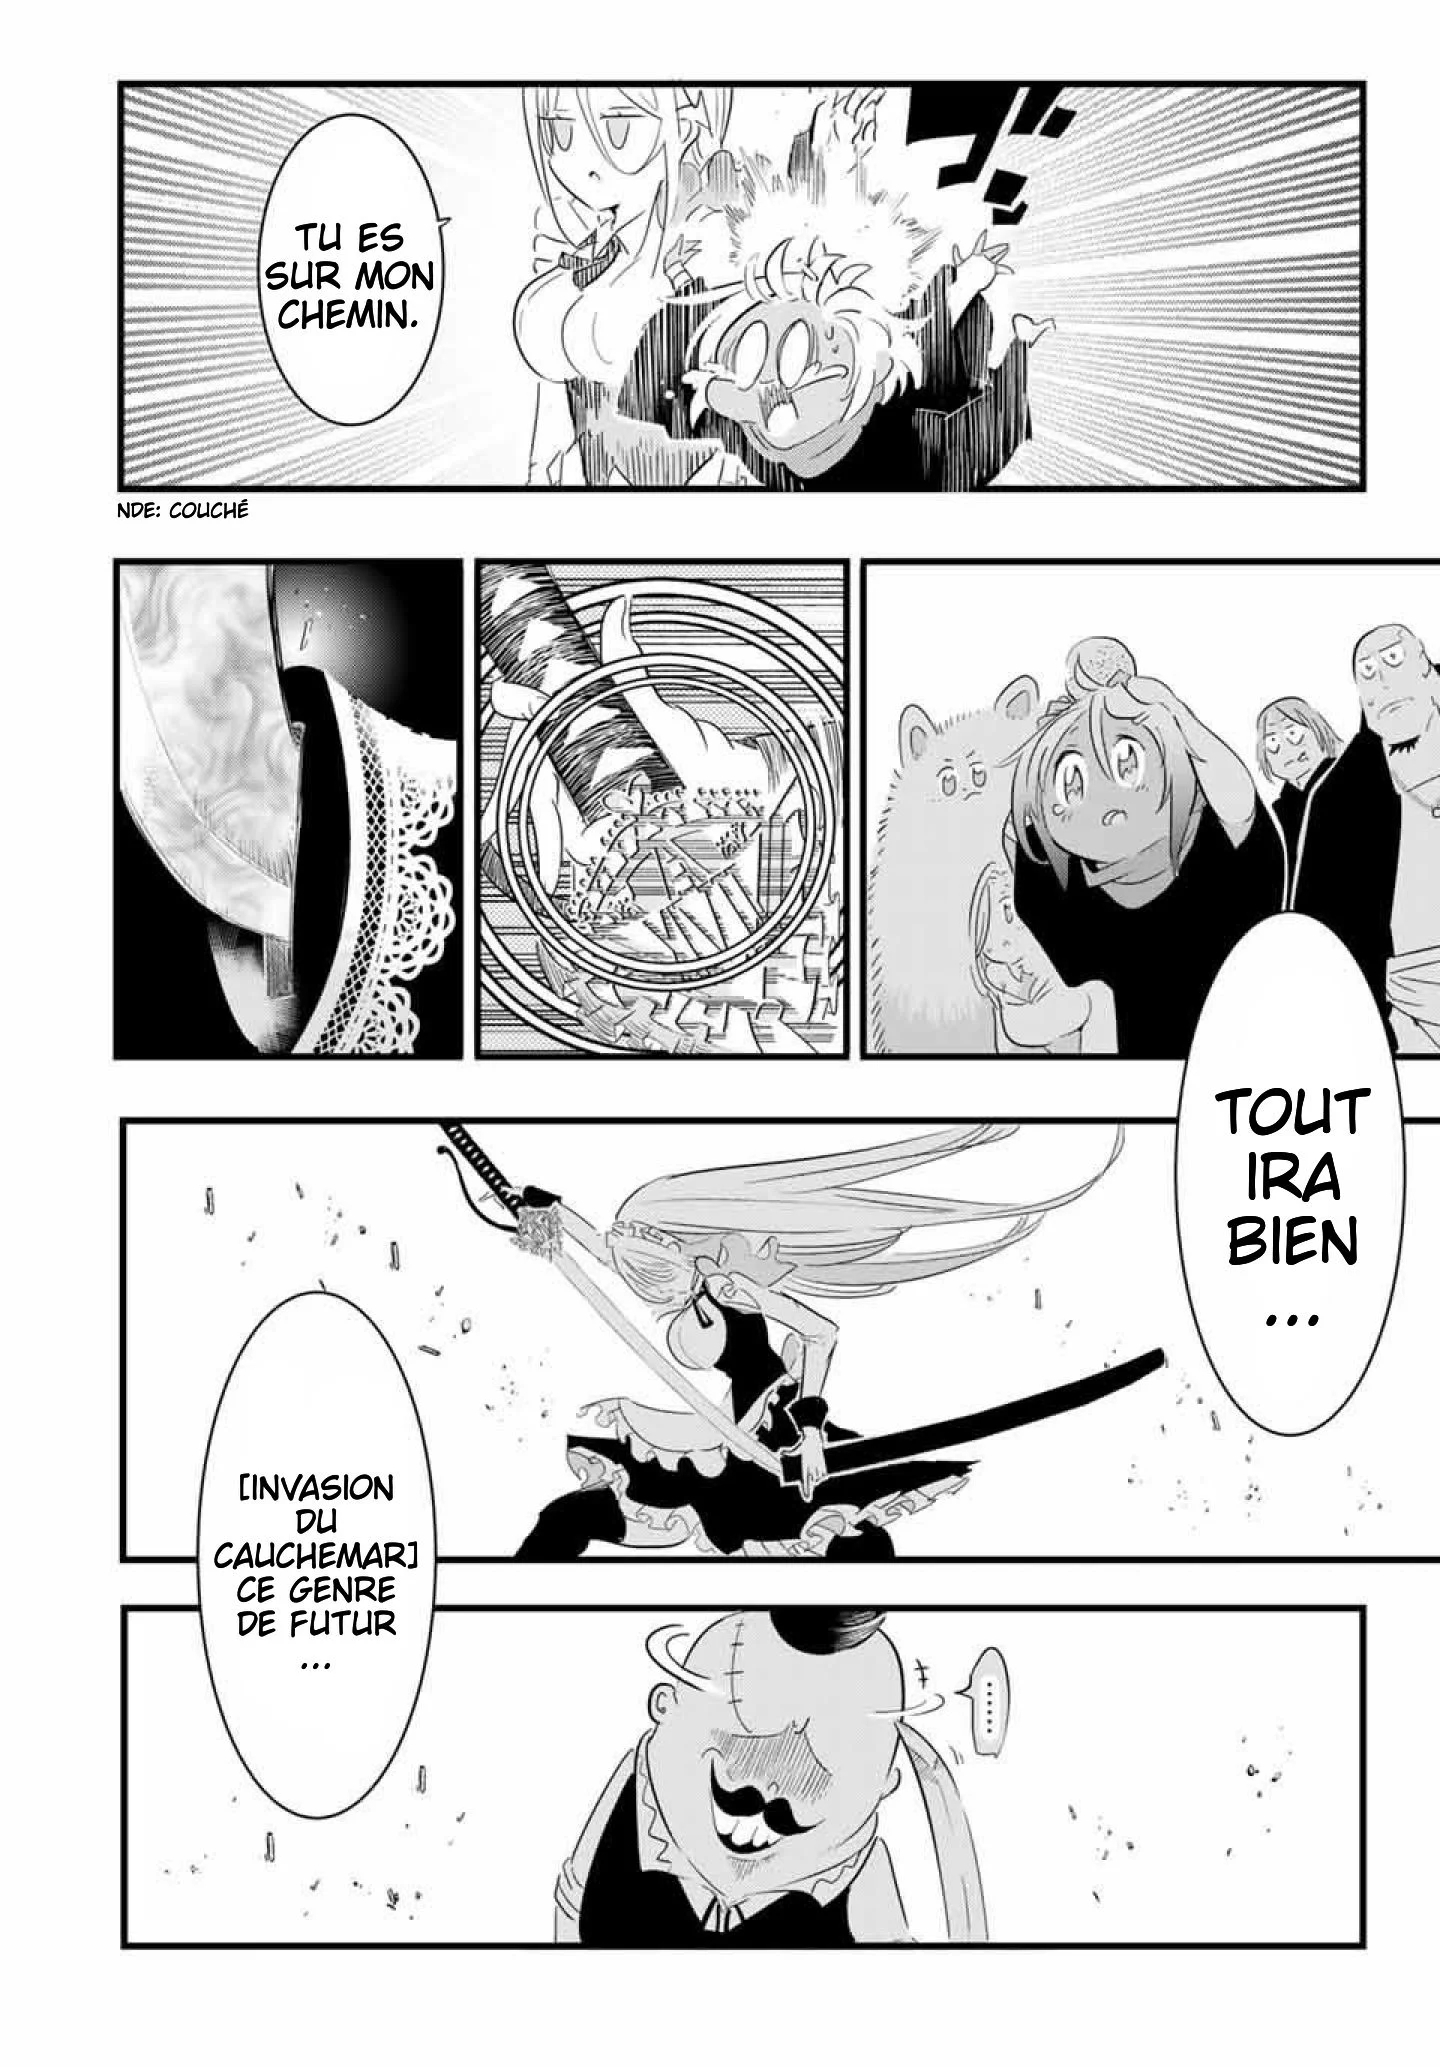 TU ES
SUR MON
CHEMIN.
NDE: COUCHÉ
TOUT
IRA
BIEN
...
[INVASION
DU
CAUCHEMAR]
CE GENRE
DE FUTUR
...
......